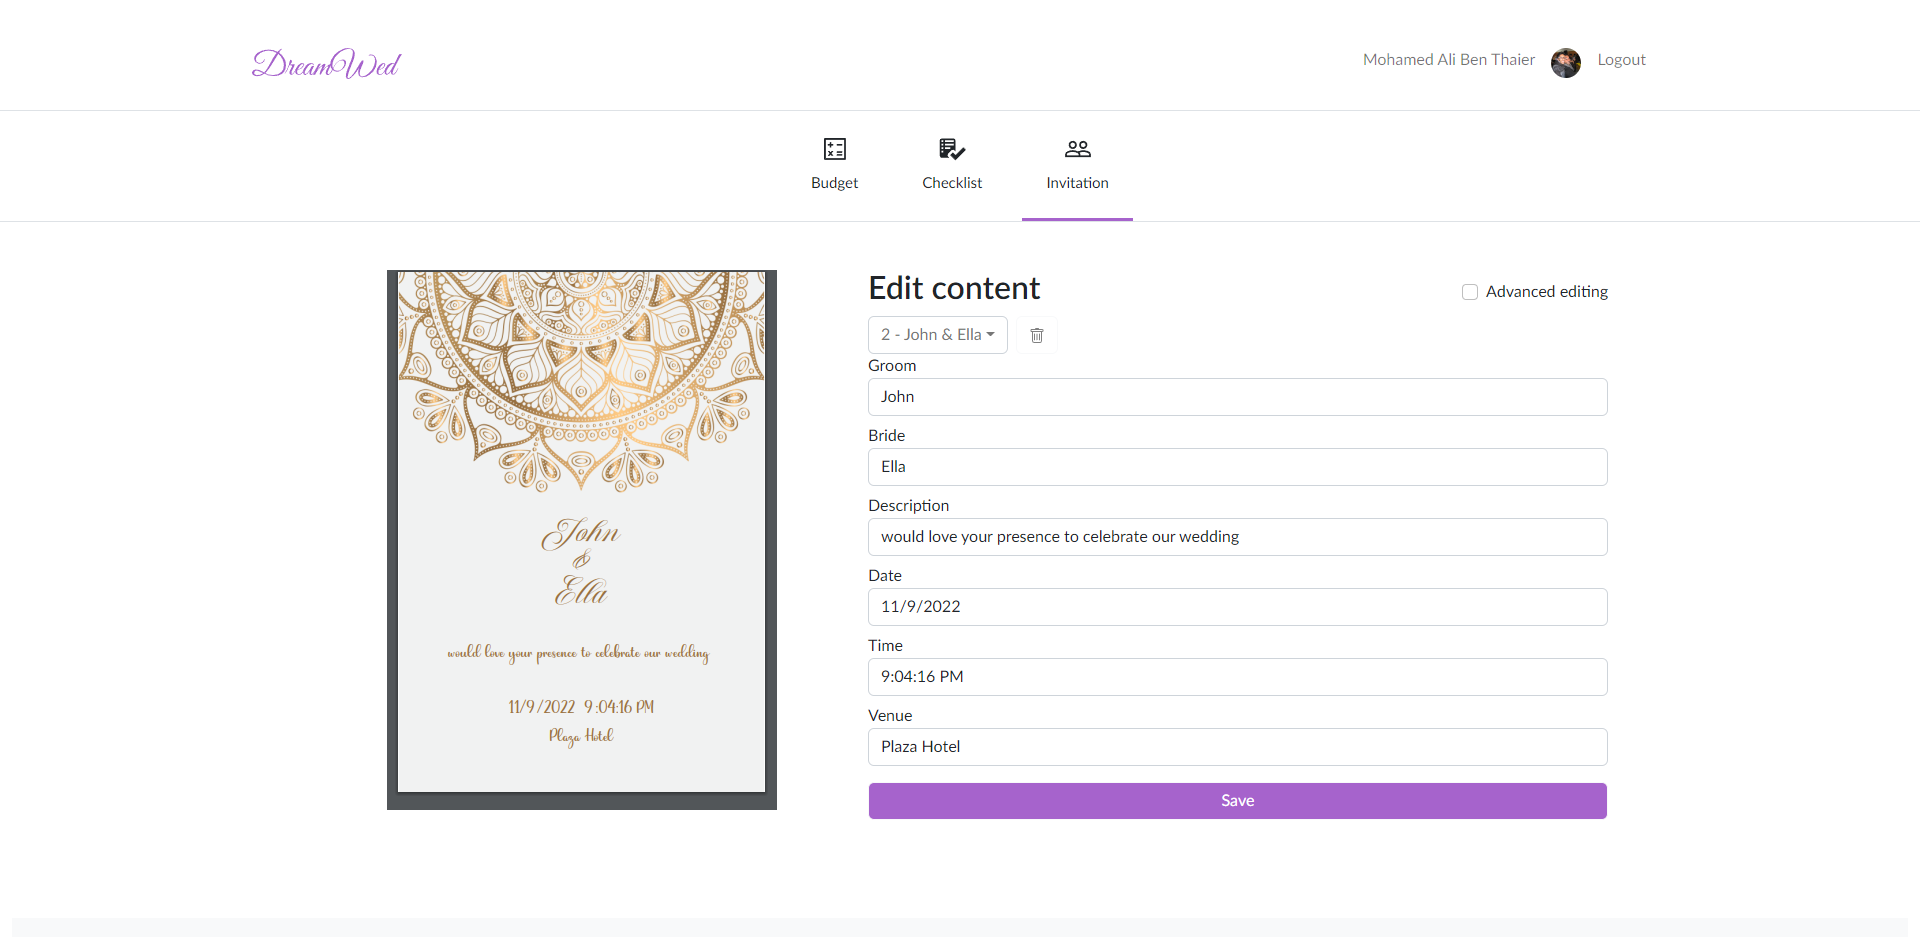 DreamWed
Mohamed Ali Ben Thaier
Logout
Budget
Checklist
Invitation
John
&
Ella
would love your presence to celebrate our wedding
11/9/2022 9:04:16 PM
Plaza Hotel
Edit content
Advanced editing
2 - John & Ella
Groom
John
Bride
Ella
Description
would love your presence to celebrate our wedding
Date
11/9/2022
Time
9:04:16 PM
Venue
Plaza Hotel
Save